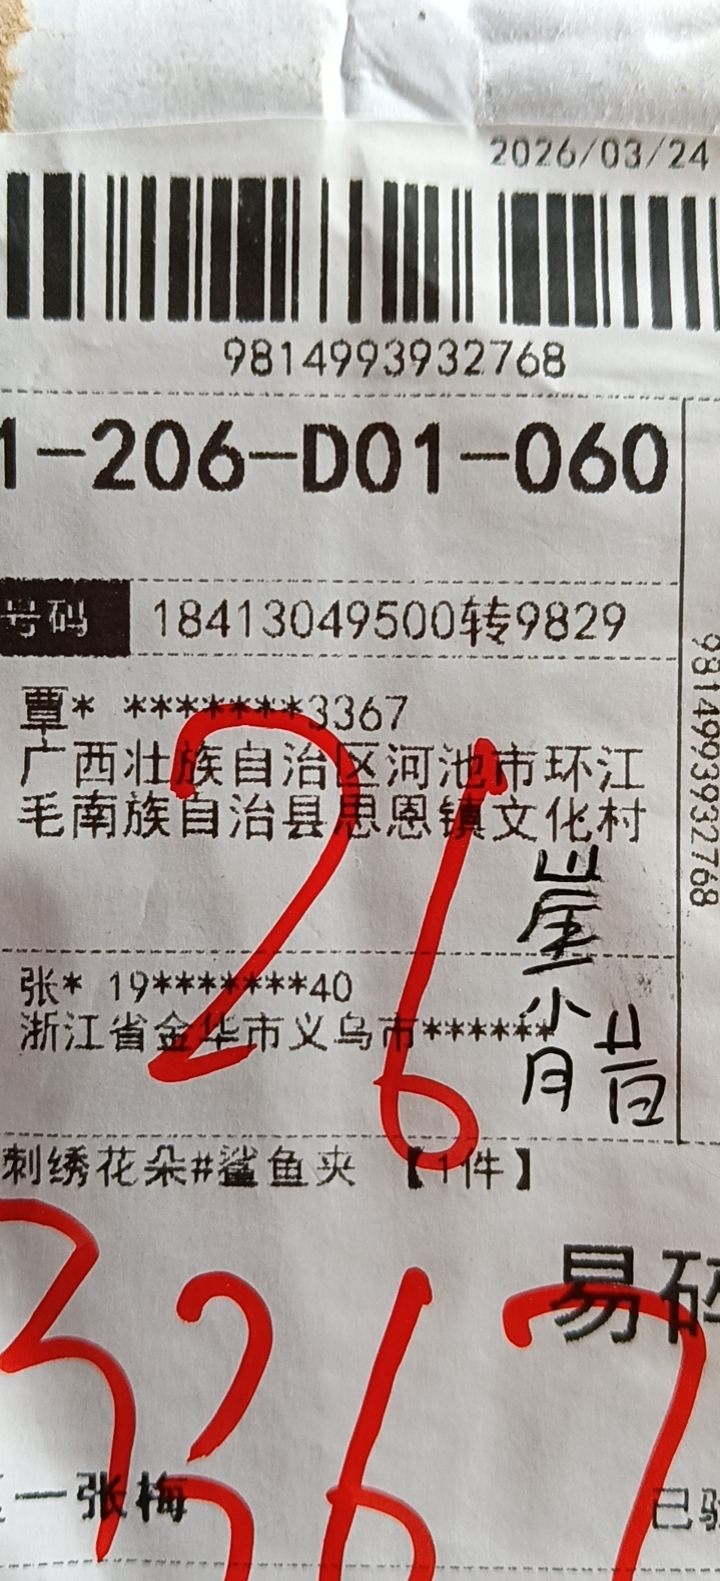 2026/03/24
9814993932768
1-206-D01-060
号码 18413049500转9829
覃* *******3367
广西壮族自治区河池市环江
毛南族自治县思恩镇文化村
张* 19*******40
浙江省金华市义乌市******
刺绣花朵#鲨鱼夹 【1件】
易码
一张梅
已验
9814993932768
26
3367